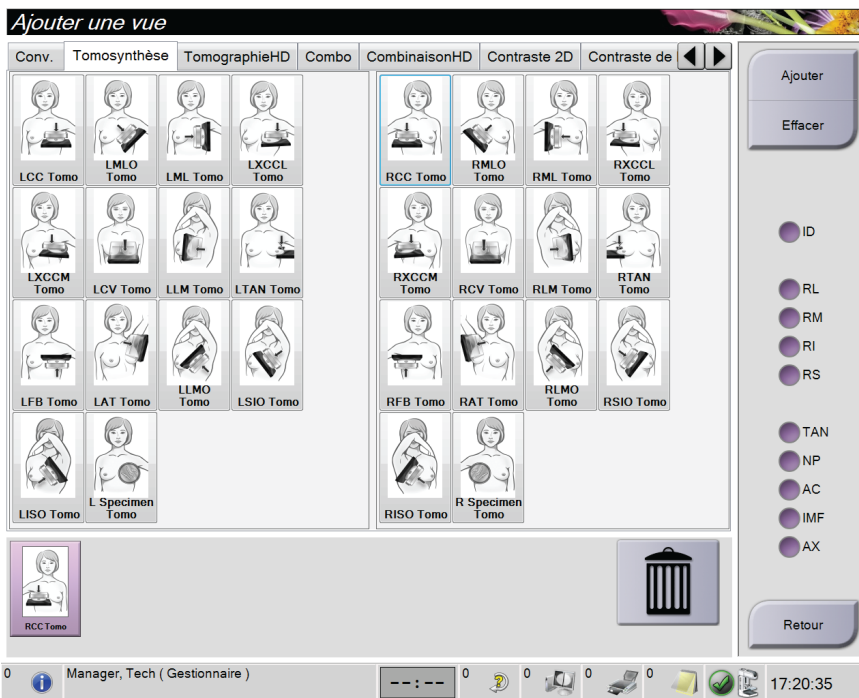 Ajouter une vue
Conv. Tomosynthèse TomographieHD Combo CombinaisonHD Contraste 2D Contraste de
LCC Tomo
LMLO
Tomo
LML Tomo
LXCCL
Tomo
LXCCM
Tomo
LCV Tomo
LLM Tomo
LTAN Tomo
LFB Tomo
LAT Tomo
LLMO
Tomo
LSIO Tomo
LISO Tomo
L Specimen
Tomo
RCC Tomo
RMLO
Tomo
RML Tomo
RXCCL
Tomo
RXCCM
Tomo
RCV Tomo
RLM Tomo
RTAN
Tomo
RFB Tomo
RAT Tomo
RLMO
Tomo
RSIO Tomo
RISO Tomo
R Specimen
Tomo
Ajouter
Effacer
ID
RL
RM
RI
RS
TAN
NP
AC
IMF
AX
Retour
RCC Tomo
0 Manager, Tech ( Gestionnaire ) --:-- 0 0 0 0 17:20:35